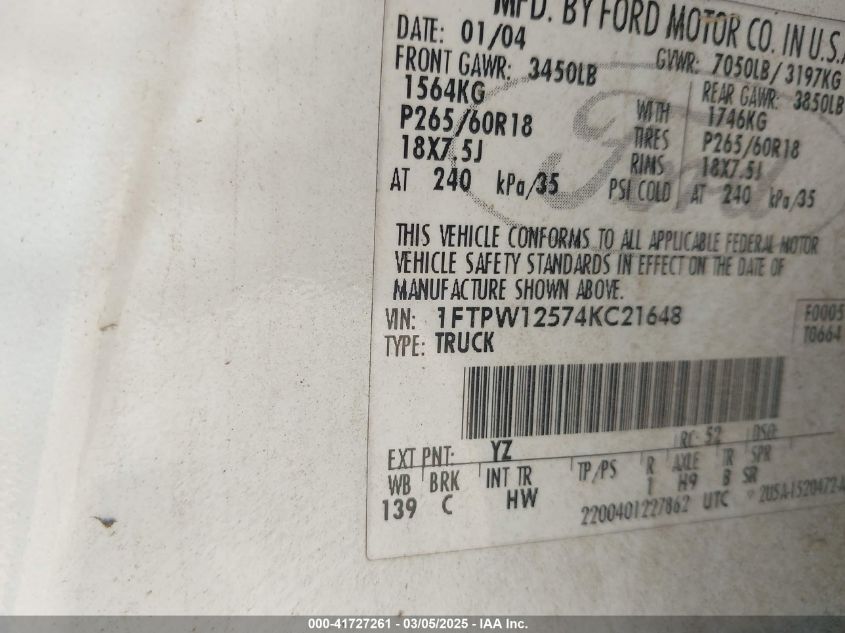 MFD. BY FORD MOTOR CO. IN U.S.A
DATE: 01/04 GVWR: 7050LB/3197KG
FRONT GAWR: 3450LB REAR GAWR: 3850LB
1564KG WITH 1746KG
P265/60R18 TIRES P265/60R18
18X7.5J RIMS 18X7.5J
AT 240 kPa/35 PSI COLD AT 240 kPa/35
THIS VEHICLE CONFORMS TO ALL APPLICABLE FEDERAL MOTOR
VEHICLE SAFETY STANDARDS IN EFFECT ON THE DATE OF
MANUFACTURE SHOWN ABOVE.
VIN: 1FTPW12574KC21648 F0005
TYPE: TRUCK T0664
EXT PNT: YZ RC: 52 DSO:
WB BRK INT TR TP/PS R AXLE TR SPR
139 C HW 1 H9 B SR
2200401227862 UTC
000-41727261 - 03/05/2025 - IAA Inc.